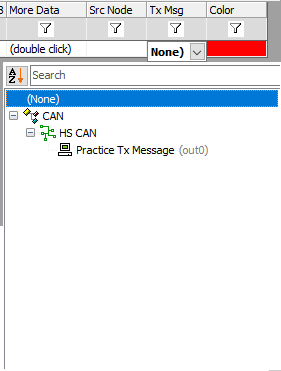 B More Data Src Node Tx Msg Color
(double click) None)
A Z Search
(None)
CAN
HS CAN
Practice Tx Message (out0)